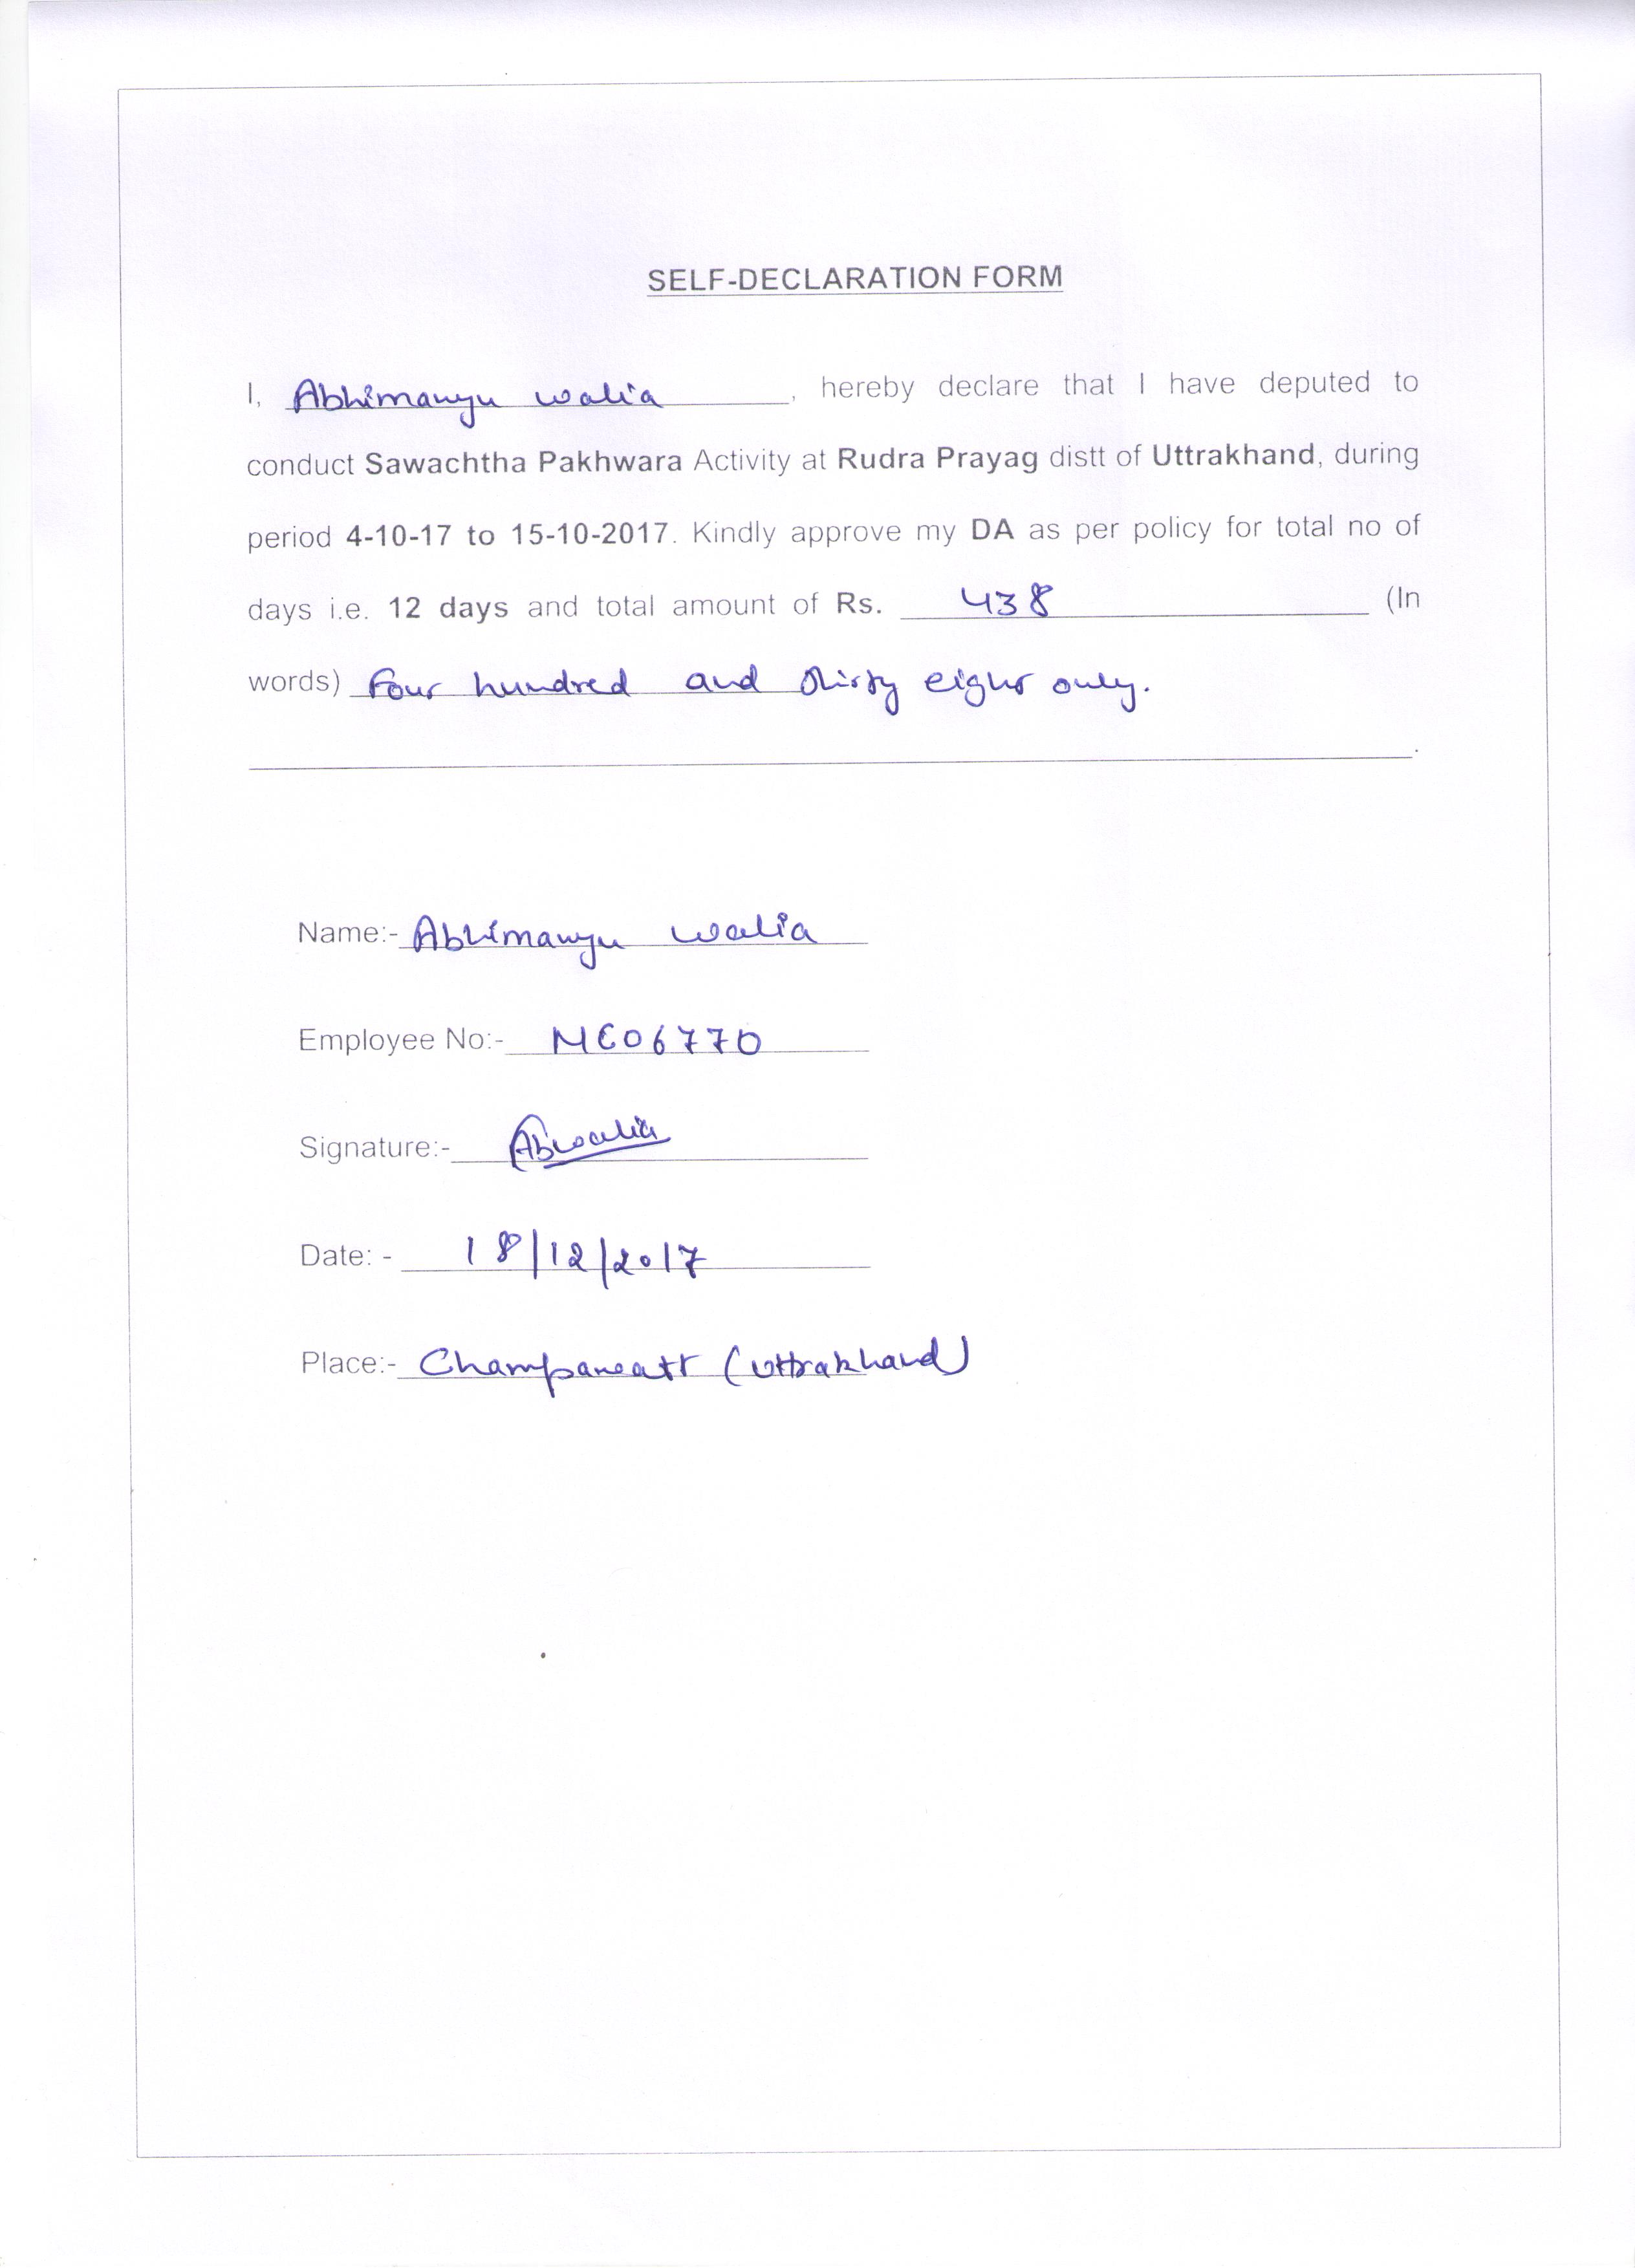 SELF-DECLARATION FORM
I, Abhimanyu walia, hereby declare that I have deputed to
conduct Sawachtha Pakhwara Activity at Rudra Prayag distt of Uttrakhand, during
period 4-10-17 to 15-10-2017. Kindly approve my DA as per policy for total no of
days i.e. 12 days and total amount of Rs. 438 (In
words) Four hundred and thirty eight only.
Name:- Abhimanyu walia
Employee No:- MC06770
Signature:- Abwalia
Date: - 18/12/2017
Place:- Champawatt (Uttrakhand)